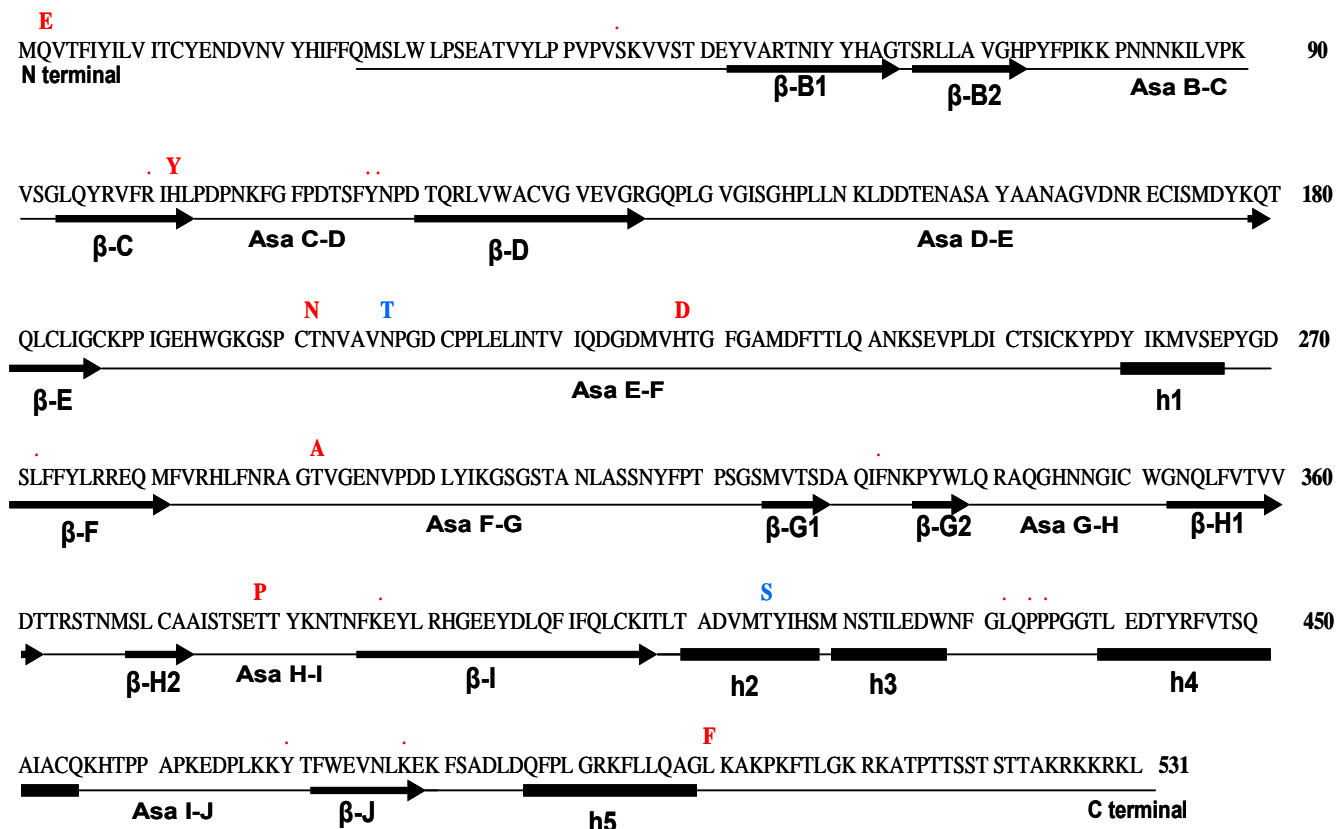 E
MQVTFIYILV ITCYENDVNV YHIFFQMSLW LPSEATVYLP PVPVSKVVST DEYVARTNIY YHAGTSRLLA VGHPYFPIKK PNNNKILVPK 90
N terminal
β-B1 β-B2 Asa B-C
Y
VSGLQYRVFR IHLPDPNKFG FPDTSFYNPD TQRLVWACVG VEVGRGQPLG VGISGHPLLN KLDDTENASA YAANAGVDNR ECISMDYKQT 180
β-C Asa C-D β-D Asa D-E
N T D
QLCLIGCKPP IGEHWGKGSP CTNVAVNPGD CPPLELINTV IQDGDMVHTG FGAMDFTTLQ ANKSEVPLDI CTSICKYPDY IKMVSEPYGD 270
β-E Asa E-F h1
A
SLFFYLRREQ MFVRHLFNRA GTVGENVPDD LYIKGSGSTA NLASSNYFPT PSGSMVTSDA QIFNKPYWLQ RAQGHNNGIC WGNQLFVTVV 360
β-F Asa F-G β-G1 β-G2 Asa G-H β-H1
P S
DTTRSTNMSL CAAISTSETT YKNTNFKEYL RHGEEYDLQF IFQLCKITLT ADVMTYIHSM NSTILEDWNF GLQPPPGGTL EDTYRFVTSQ 450
β-H2 Asa H-I β-I h2 h3 h4
F
AIACQKHTPP APKEDPLKKY TFWEVNLKEK FSADLDQFPL GRKFLLQAGL KAKPKFTLGK RKATPTTSST STTAKRKKRKL 531
Asa I-J β-J h5 C terminal